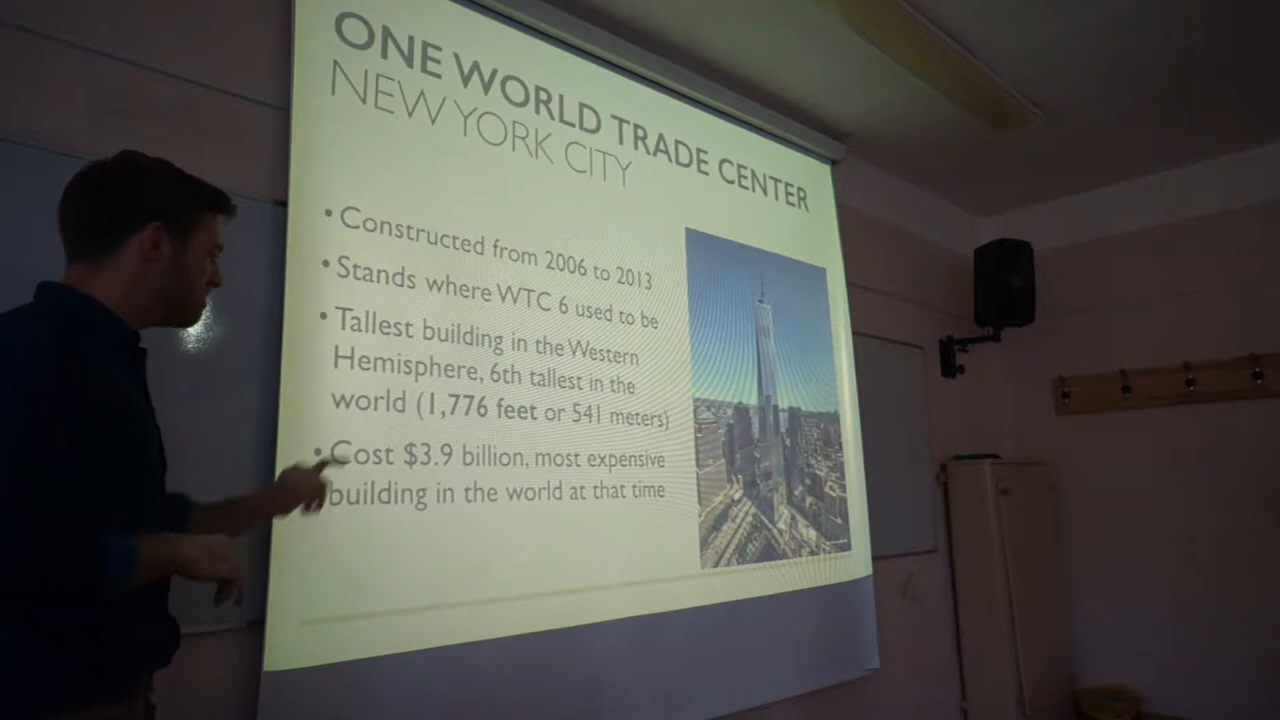 ONE WORLD TRADE CENTER
NEW YORK CITY
• Constructed from 2006 to 2013
• Stands where WTC 6 used to be
• Tallest building in the Western
Hemisphere, 6th tallest in the
world (1,776 feet or 541 meters)
• Cost $3.9 billion, most expensive
building in the world at that time